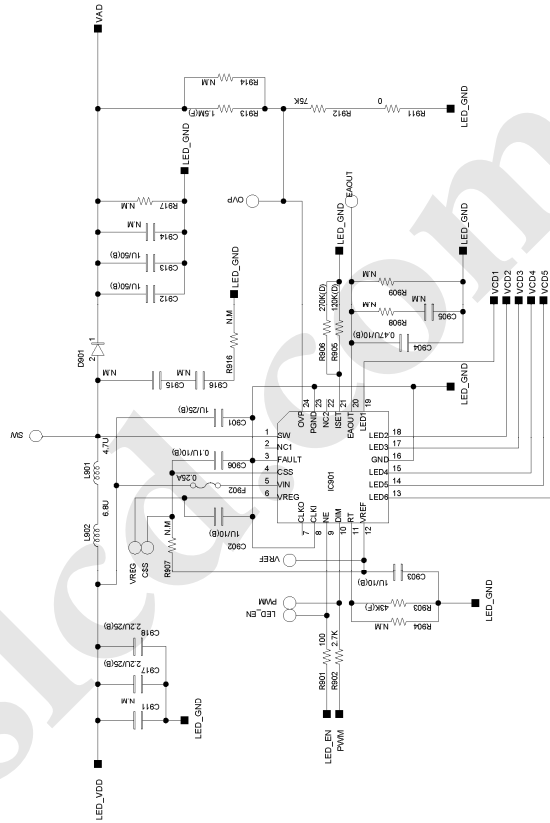 VAD
N.M
R914
1.5M(F)
R913
75K
R912
0
R911
LED_GND
LED_GND
N.M
R917
N.M
C914
1U/50(B)
C913
1U/50(B)
C912
OVP
EAOUT
LED_GND
LED_GND
N.M
R916
270K(D)
120K(D)
R906
R905
N.M
R909
N.M
R908
N.M
C905
0.47U/10(B)
C904
LED_GND
VCD1
VCD2
VCD3
VCD4
VCD5
D901
2
1
N.M
C915
C916
1U/25(B)
C901
LED_GND
SW
4.7U
L901
6.8U
L902
0.1U/10(B)
C906
0.25A
F902
1U/10(B)
C902
N.M
R907
VREG
CSS
OVP
24
PGND
23
NC2
22
ISET
21
EAOUT
20
LED1
19
1
SW
2
NC1
3
FAULT
4
CSS
5
VIN
6
VREG
IC901
LED2
18
LED3
17
GND
16
LED4
15
LED5
14
LED6
13
CLKO
7
CLKI
8
NE
9
DIM
10
RT
11
VREF
12
VREF
PWM
LED_EN
1U/10(B)
C903
43K(F)
R903
N.M
R904
LED_GND
100
R901
2.7K
R902
LED_EN
PWM
2.2U/25(B)
C918
2.2U/25(B)
C917
N.M
C911
LED_GND
LED_VDD
slcd.com